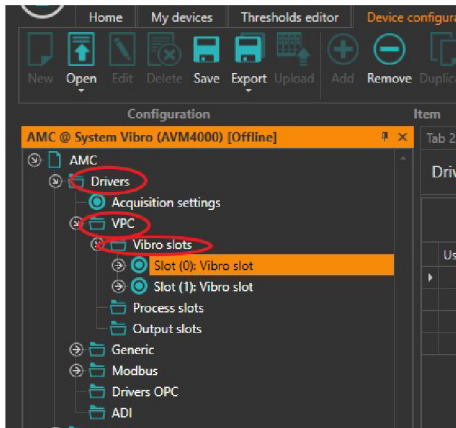 Home My devices Thresholds editor Device configura
New Open Edit Delete Save Export Upload Add Remove Duplic
Configuration Item
AMC @ System Vibro (AVM4000) [Offline] Tab 2
AMC
Drivers Driv
Acquisition settings
VPC
Vibro slots Us
Slot (0): Vibro slot
Slot (1): Vibro slot
Process slots
Output slots
Generic
Modbus
Drivers OPC
ADI